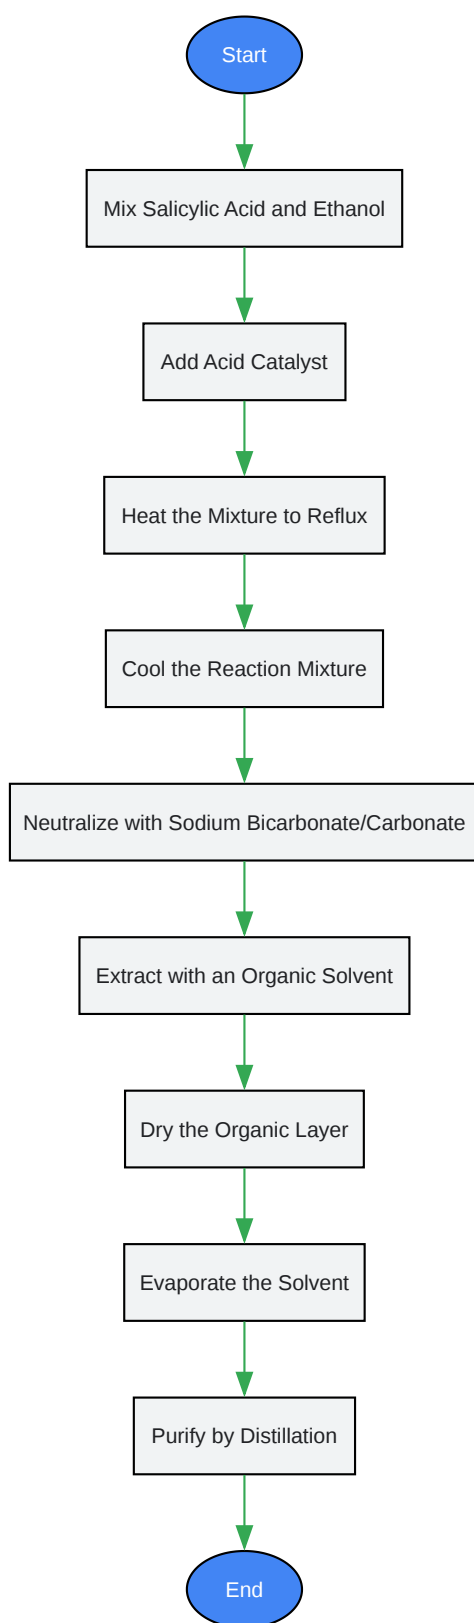 Start
Mix Salicylic Acid and Ethanol
Add Acid Catalyst
Heat the Mixture to Reflux
Cool the Reaction Mixture
Neutralize with Sodium Bicarbonate/Carbonate
Extract with an Organic Solvent
Dry the Organic Layer
Evaporate the Solvent
Purify by Distillation
End